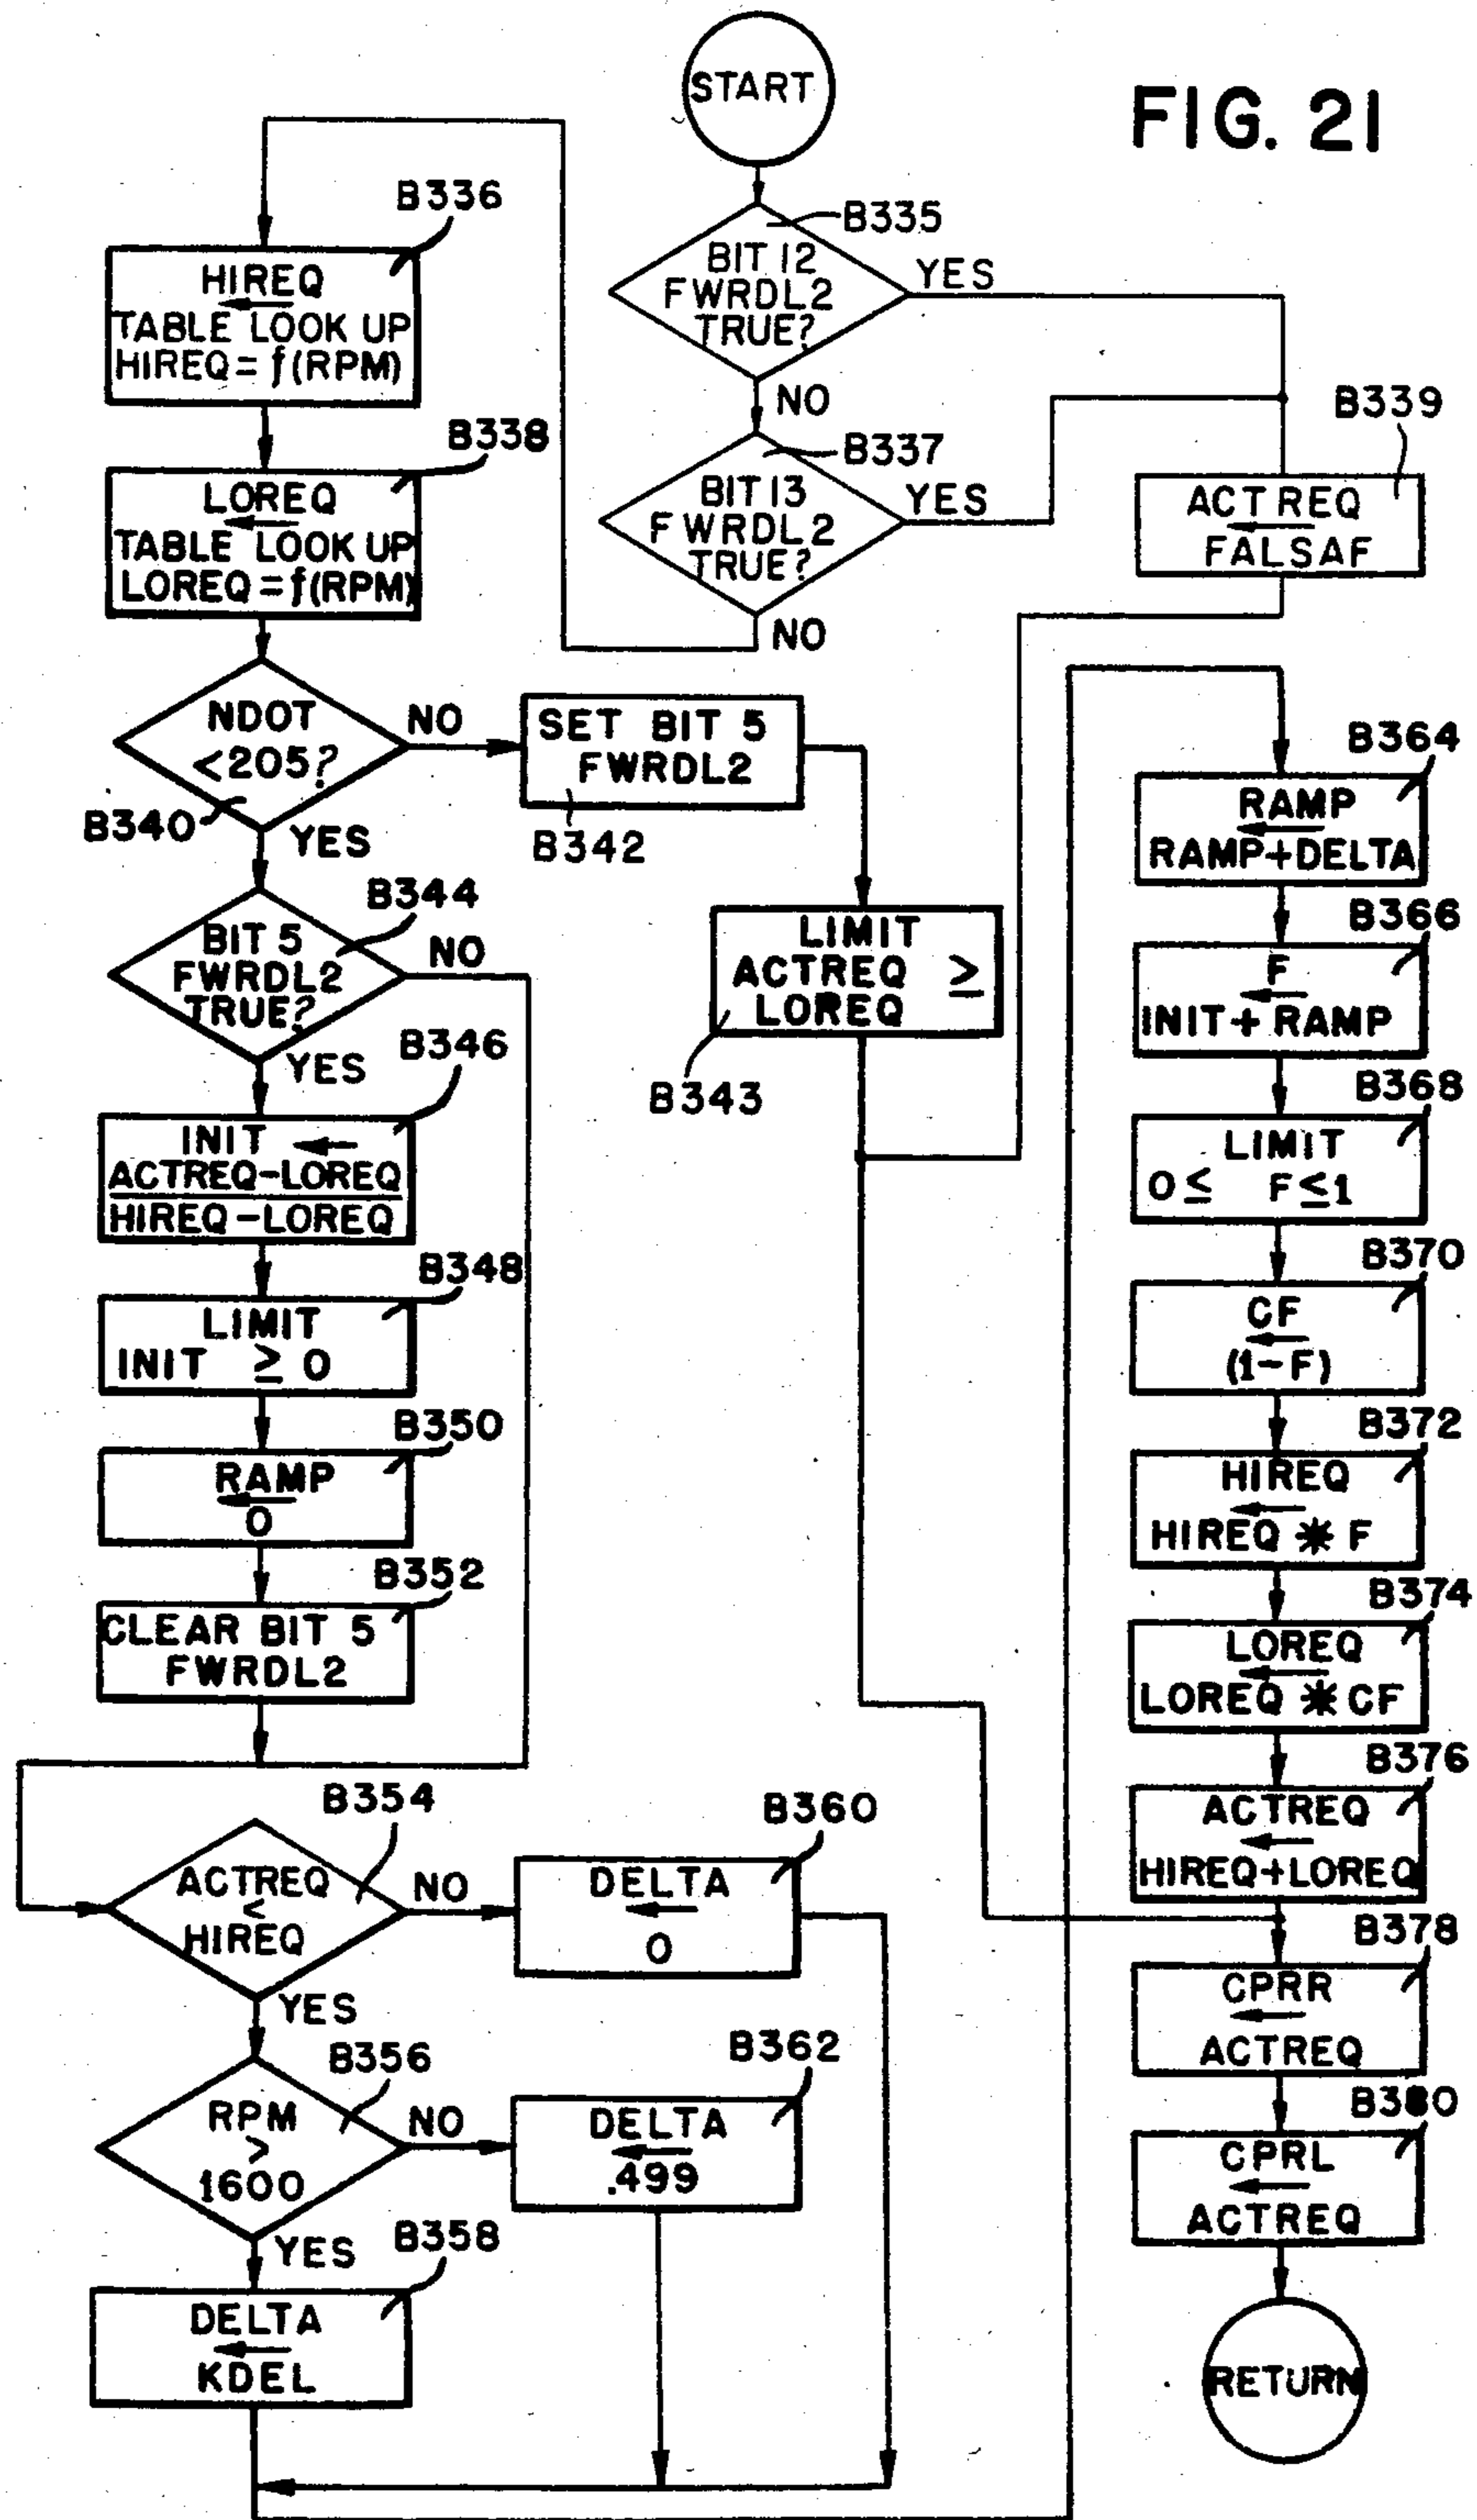 START
FIG. 21
B335
BIT 12
FWRDL2
TRUE?
YES
NO
B337
BIT 13
FWRDL2
TRUE?
YES
NO
B339
ACTREQ
←
FALSAF
B336
HIREQ
←
TABLE LOOK UP
HIREQ = f(RPM)
B338
LOREQ
←
TABLE LOOK UP
LOREQ = f(RPM)
NDOT
<205?
B340
NO
YES
SET BIT 5
FWRDL2
B342
LIMIT
ACTREQ ≥
LOREQ
B343
B344
BIT 5
FWRDL2
TRUE?
NO
YES
B346
INIT ←
ACTREQ-LOREQ
HIREQ-LOREQ
B348
LIMIT
INIT ≥ 0
B350
RAMP
←
0
B352
CLEAR BIT 5
FWRDL2
B354
ACTREQ
<
HIREQ
NO
YES
B360
DELTA
←
0
B356
RPM
>
1600
NO
YES
B362
DELTA
←
.499
B358
DELTA
←
KDEL
B364
RAMP
←
RAMP+DELTA
B366
F
←
INIT+RAMP
B368
LIMIT
0≤ F≤1
B370
CF
←
(1-F)
B372
HIREQ
←
HIREQ * F
B374
LOREQ
←
LOREQ * CF
B376
ACTREQ
←
HIREQ+LOREQ
B378
CPRR
←
ACTREQ
B380
CPRL
←
ACTREQ
RETURN